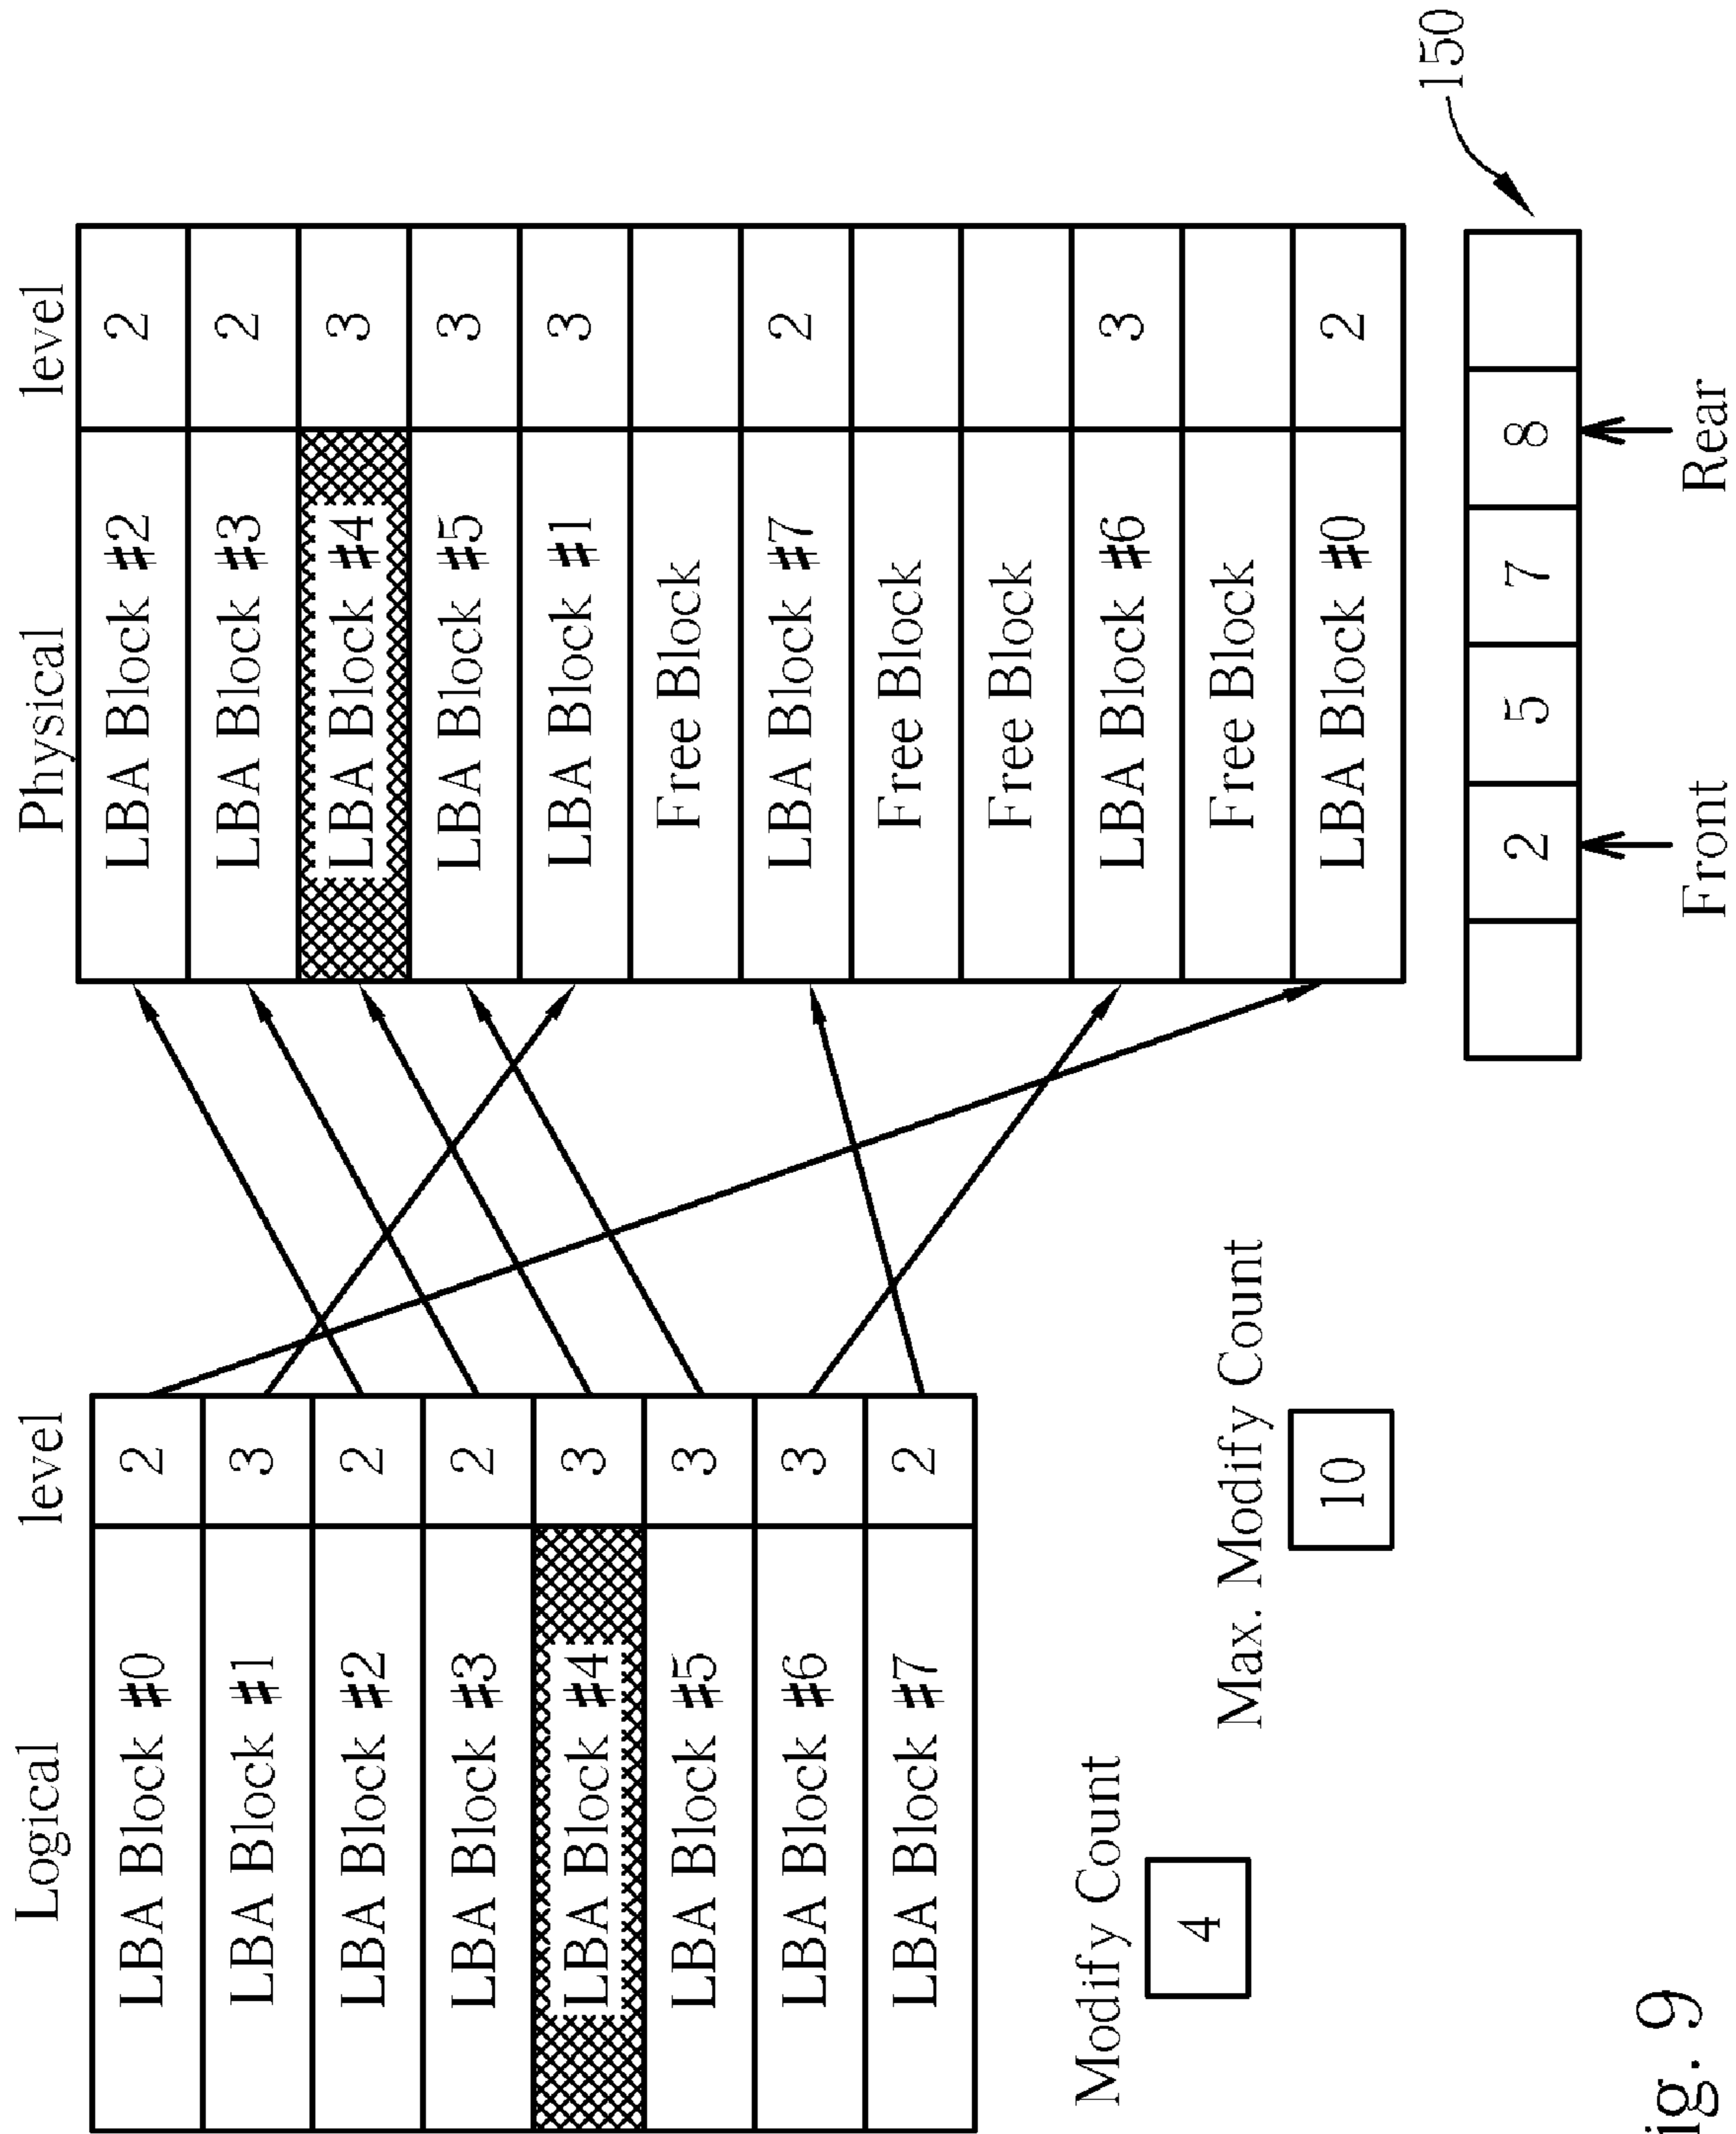 Logical level
LBA Block #0 2
LBA Block #1 3
LBA Block #2 2
LBA Block #3 2
LBA Block #4 3
LBA Block #5 3
LBA Block #6 3
LBA Block #7 2
Modify Count
4
Max. Modify Count
10
Physical level
LBA Block #2 2
LBA Block #3 2
LBA Block #4 3
LBA Block #5 3
LBA Block #1 3
Free Block
LBA Block #7 2
Free Block
Free Block
LBA Block #6 3
Free Block
LBA Block #0 2
2 5 7 8
150
Front Rear
ig. 9